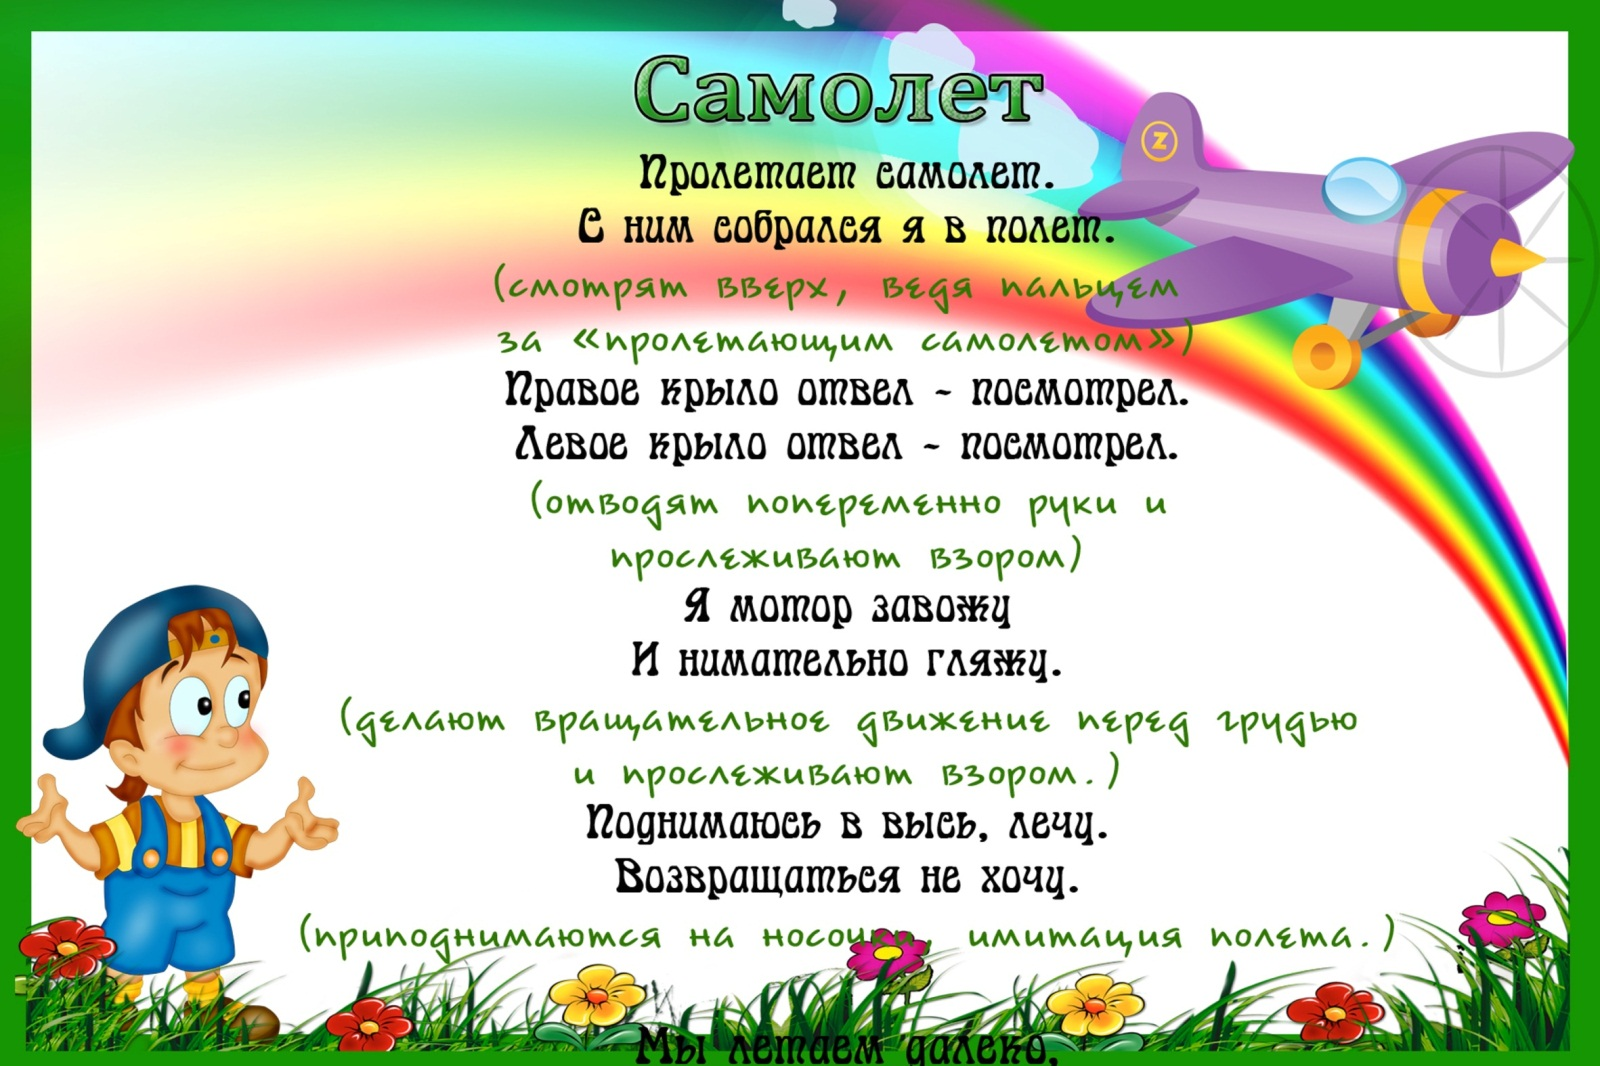 Самолет
Z
Пролетает самолет.
С ним собрался я в полет.
(смотрят вверх, ведя пальцем
за «пролетающим самолетом»)
Правое крыло отвел - посмотрел.
Левое крыло отвел - посмотрел.
(отводят попеременно руки и
прослеживают взором)
Я мотор завожу
И нимательно гляжу.
(делают вращательное движение перед грудью
и прослеживают взором.)
Поднимаюсь в высь, лечу.
Возвращаться не хочу.
(приподнимаются на носочки, имитация полета.)
Мы летаем далеко,